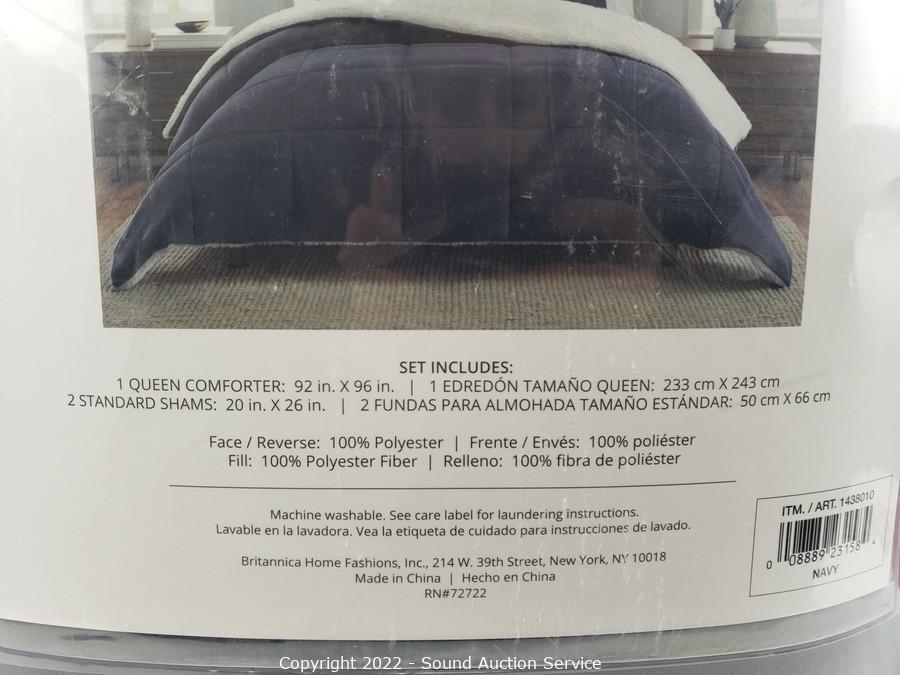 SET INCLUDES:
1 QUEEN COMFORTER: 92 in. X 96 in. | 1 EDREDÓN TAMAÑO QUEEN: 233 cm X 243 cm
2 STANDARD SHAMS: 20 in. X 26 in. | 2 FUNDAS PARA ALMOHADA TAMAÑO ESTÁNDAR: 50 cm X 66 cm
Face / Reverse: 100% Polyester | Frente / Envés: 100% poliéster
Fill: 100% Polyester Fiber | Relleno: 100% fibra de poliéster
Machine washable. See care label for laundering instructions.
Lavable en la lavadora. Vea la etiqueta de cuidado para instrucciones de lavado.
Britannica Home Fashions, Inc., 214 W. 39th Street, New York, NY 10018
Made in China | Hecho en China
RN#72722
ITM. / ART. 1438010
0 08889 23158 4
NAVY
Copyright 2022 - Sound Auction Service